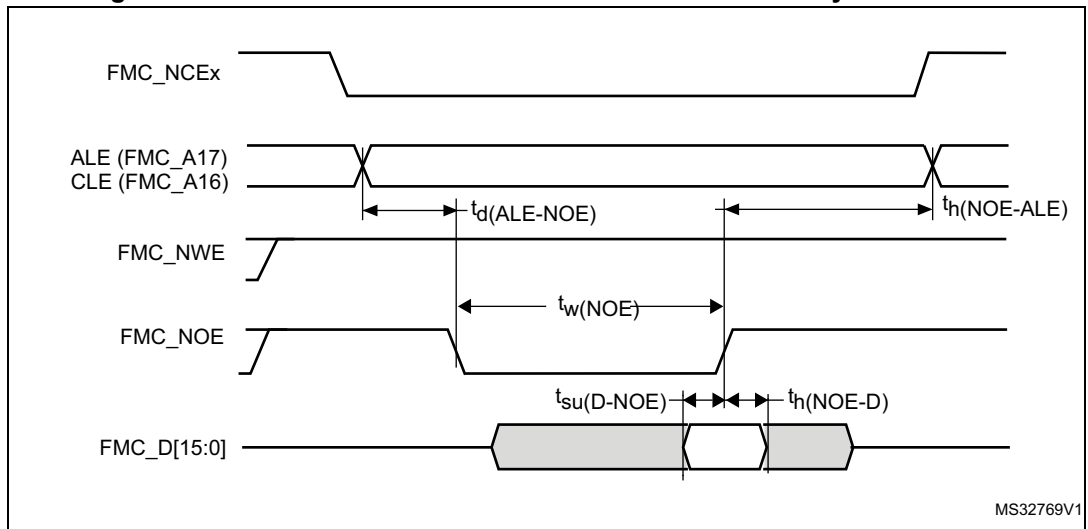 FMC_NCEx
ALE (FMC_A17)
CLE (FMC_A16)
td(ALE-NOE)
th(NOE-ALE)
FMC_NWE
tw(NOE)
FMC_NOE
tsu(D-NOE)
th(NOE-D)
FMC_D[15:0]
MS32769V1